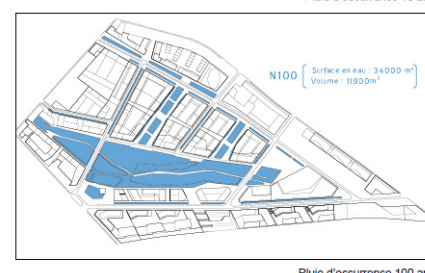 N100
Surface en eau : 34000 m²
Volume : 11900m³
Pluie d'occurrence 100 an